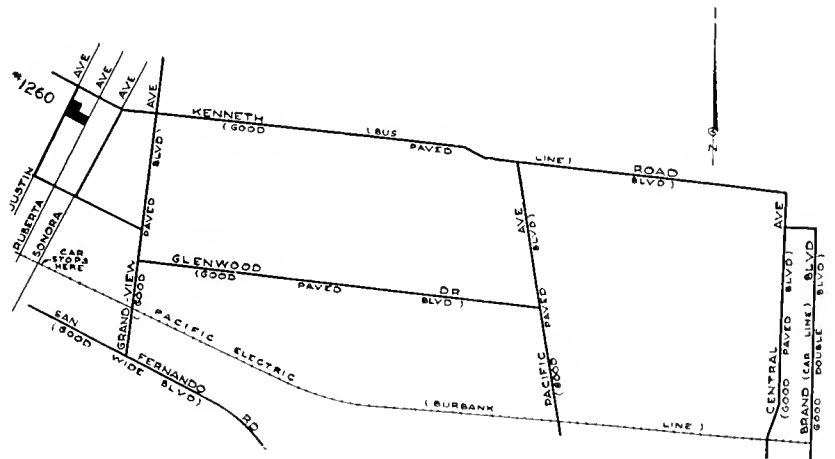 #1260
AVE
AVE
AVE
AVE
JUSTIN
RUBERTA
SONORA
CAR
STOPS
HERE
KENNETH (BUS LINE) ROAD
(GOOD PAVED BLVD)
GRAND-VIEW AVE
(GOOD PAVED BLVD)
GLENWOOD DR
(GOOD PAVED BLVD)
PACIFIC AVE
(GOOD PAVED BLVD)
CENTRAL AVE
(GOOD PAVED BLVD)
BRAND (CAR LINE) BLVD
GOOD DOUBLE BLVD)
PACIFIC ELECTRIC
(BURBANK LINE)
SAN FERNANDO RD
(GOOD WIDE BLVD)
N